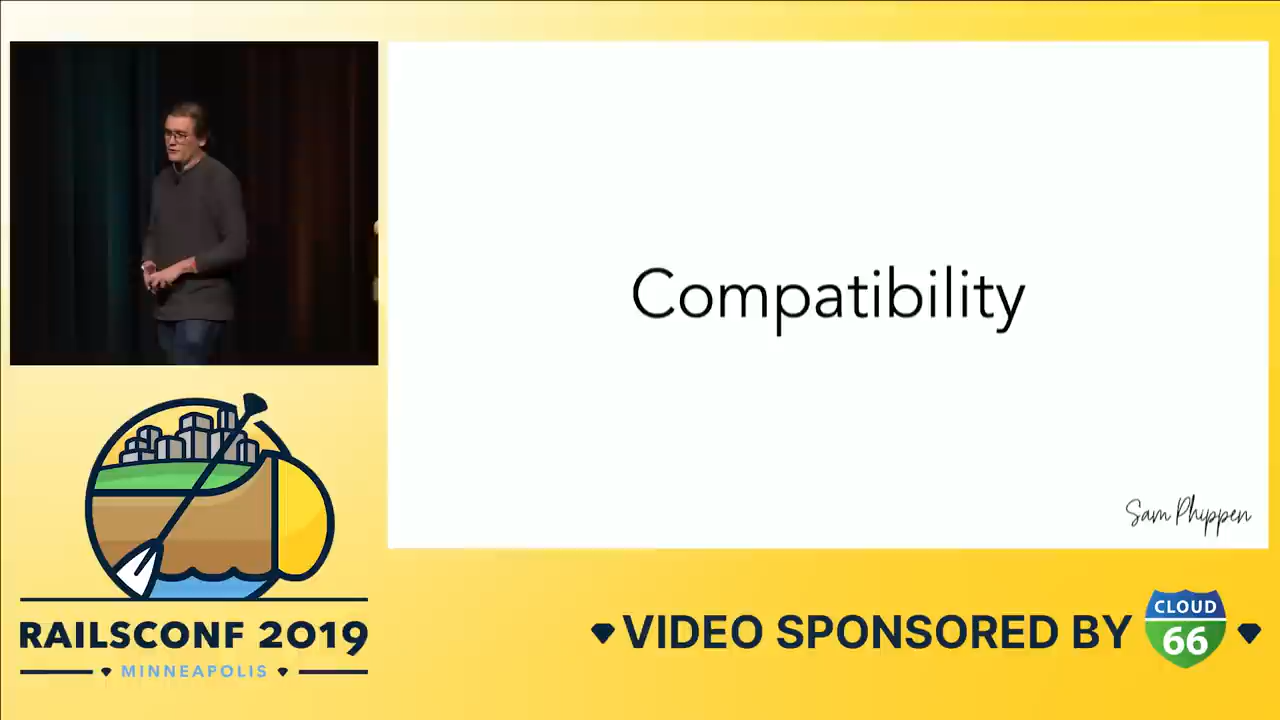 Compatibility
Sam Phippen
RAILSCONF 2019
MINNEAPOLIS
VIDEO SPONSORED BY
CLOUD
66